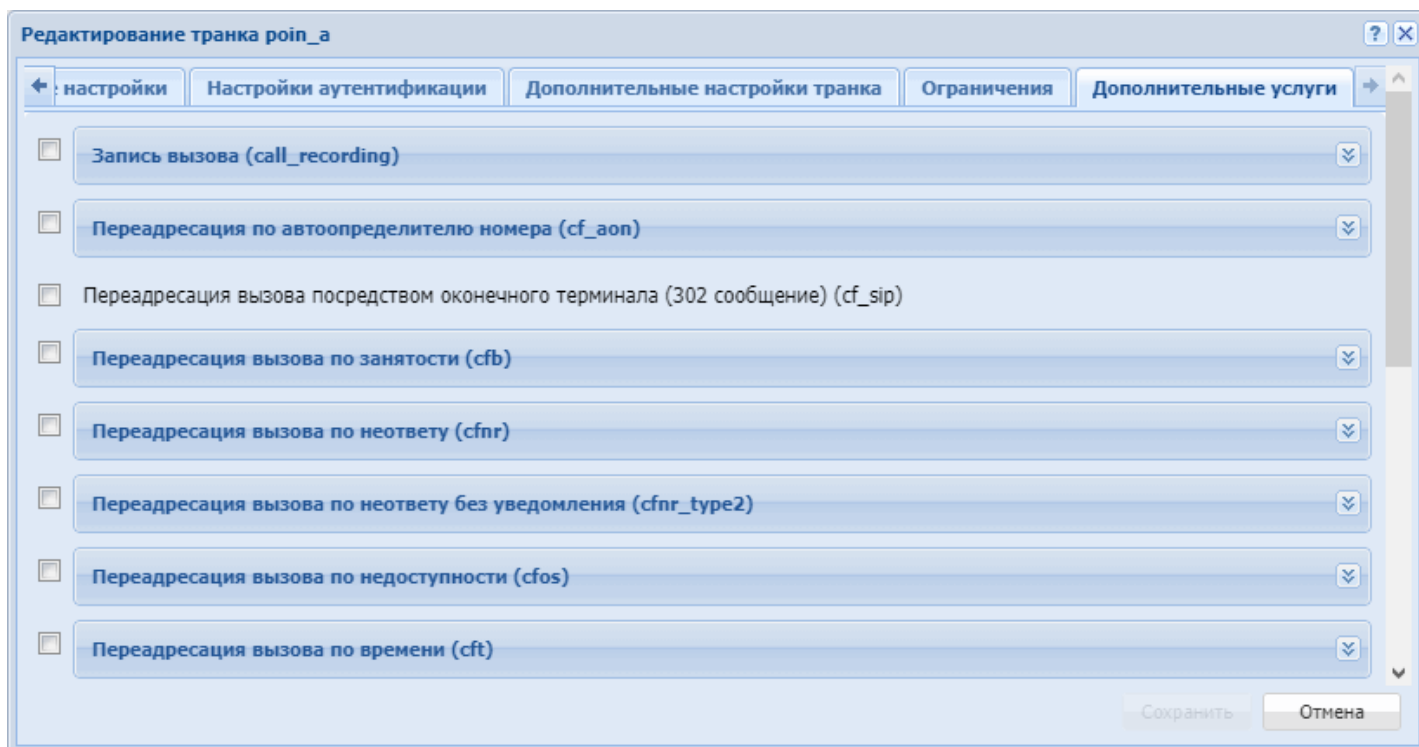 Редактирование транка poin_a
е настройки Настройки аутентификации Дополнительные настройки транка Ограничения Дополнительные услуги
Запись вызова (call_recording)
Переадресация по автоопределителю номера (cf_aon)
Переадресация вызова посредством оконечного терминала (302 сообщение) (cf_sip)
Переадресация вызова по занятости (cfb)
Переадресация вызова по неответу (cfnr)
Переадресация вызова по неответу без уведомления (cfnr_type2)
Переадресация вызова по недоступности (cfos)
Переадресация вызова по времени (cft)
Сохранить Отмена